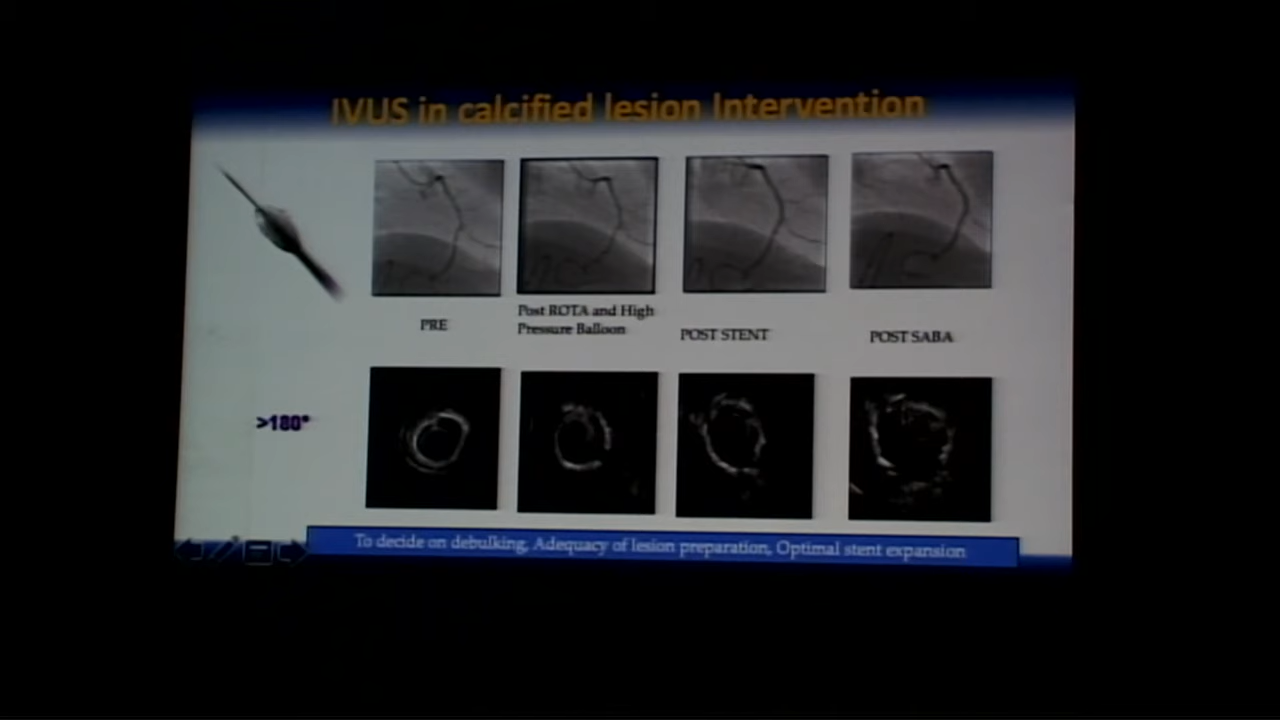 IVUS in calcified lesion Intervention
PRE
Post ROTA and High
Pressure Balloon
POST STENT
POST SABA
>180°
To decide on debulking, Adequacy of lesion preparation, Optimal stent expansion